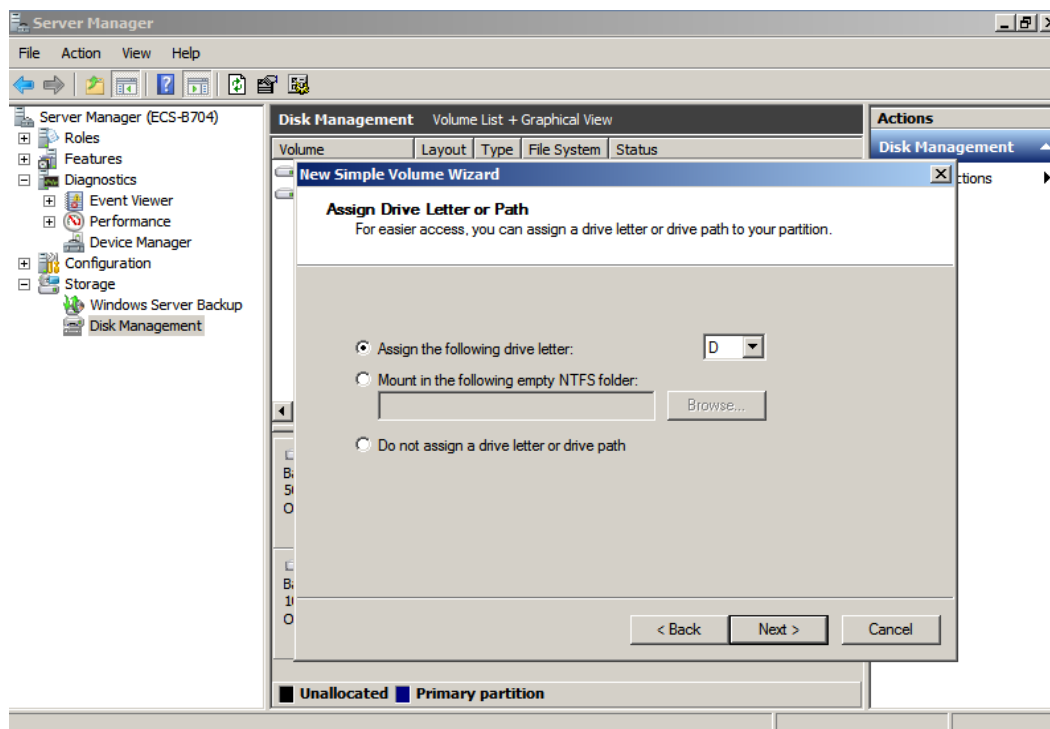 Server Manager
File Action View Help
Server Manager (ECS-B704)
Roles
Features
Diagnostics
Event Viewer
Performance
Device Manager
Configuration
Storage
Windows Server Backup
Disk Management
Disk Management Volume List + Graphical View
Volume Layout Type File System Status
Actions
Disk Management
New Simple Volume Wizard
Assign Drive Letter or Path
For easier access, you can assign a drive letter or drive path to your partition.
Assign the following drive letter: D
Mount in the following empty NTFS folder:
Browse...
Do not assign a drive letter or drive path
< Back Next > Cancel
Unallocated Primary partition